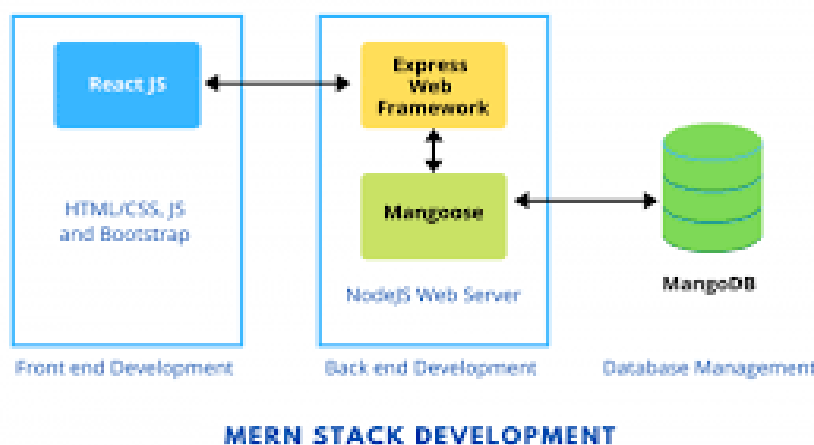 React JS
HTML/CSS, JS
and Bootstrap
Front end Development
Express
Web
Framework
Mangoose
NodeJS Web Server
Back end Development
MangoDB
Database Management
MERN STACK DEVELOPMENT